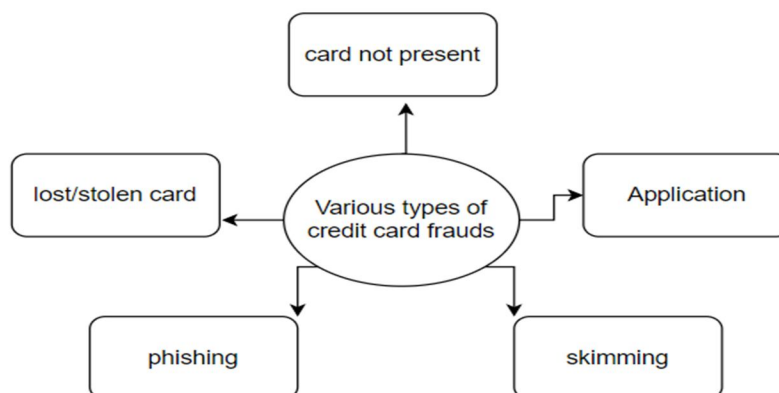 card not present
lost/stolen card
Various types of
credit card frauds
Application
phishing
skimming